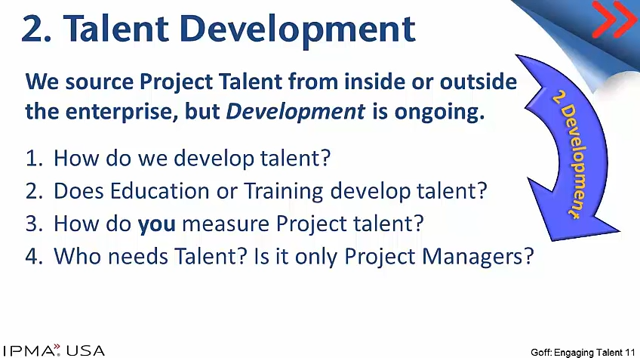 2. Talent Development
We source Project Talent from inside or outside
the enterprise, but Development is ongoing.
2 Development
1. How do we develop talent?
2. Does Education or Training develop talent?
3. How do you measure Project talent?
4. Who needs Talent? Is it only Project Managers?
IPMA USA
Goff: Engaging Talent 11